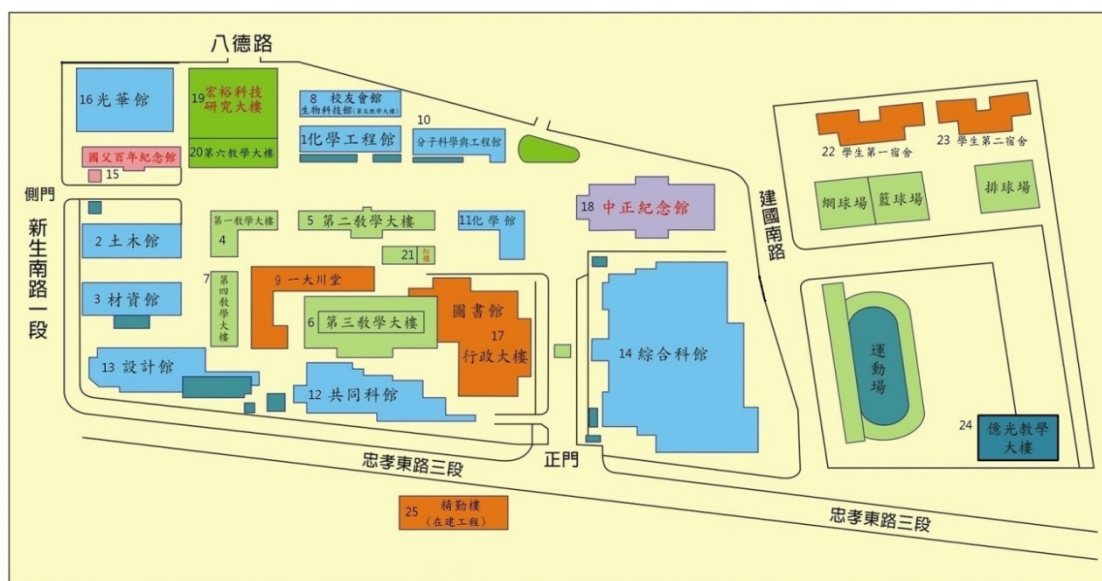 八德路
16 光華館
19 宏裕科技
研究大樓
20 第六教學大樓
8 校友會館
生物科技館(第五教學大樓)
1 化學工程館
10
分子科學與工程館
國父百年紀念館
15
側門
新生南路一段
2 土木館
3 材資館
13 設計館
第一教學大樓
4
5 第二教學大樓
11 化學館
21 紅樓
7
第四教學大樓
9 一大川堂
6 第三教學大樓
圖書館
17
行政大樓
12 共同科館
18 中正紀念館
14 綜合科館
建國南路
22 學生第一宿舍
23 學生第二宿舍
網球場
籃球場
排球場
運動場
24
億光教學
大樓
忠孝東路三段
正門
忠孝東路三段
25 精勤樓
(在建工程)